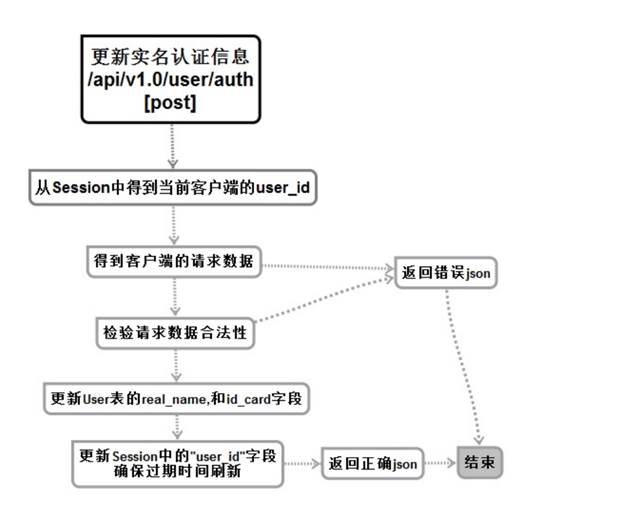 更新实名认证信息
/api/v1.0/user/auth
[post]
从Session中得到当前客户端的user_id
得到客户端的请求数据
返回错误json
检验请求数据合法性
更新User表的real_name,和id_card字段
更新Session中的"user_id"字段
确保过期时间刷新
返回正确json
结束